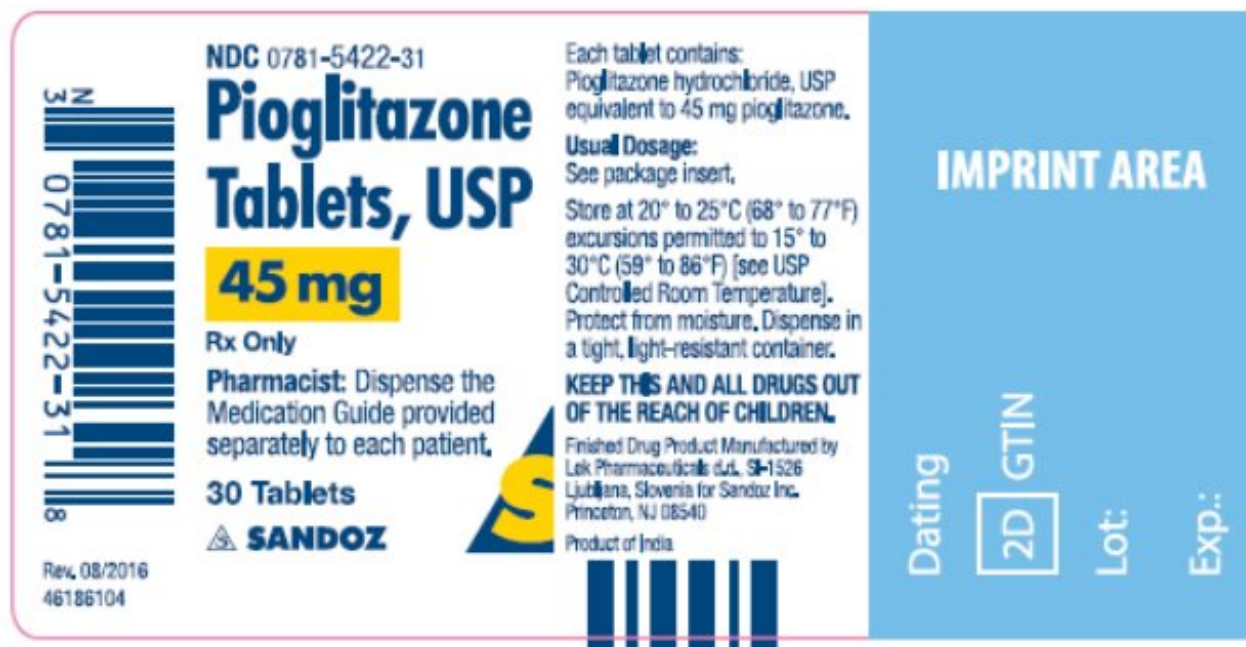 N
3
0781-5422-31
8
Rev. 08/2016
46186104
NDC 0781-5422-31
Pioglitazone
Tablets, USP
45 mg
Rx Only
Pharmacist: Dispense the
Medication Guide provided
separately to each patient.
30 Tablets
S SANDOZ
S
Each tablet contains:
Pioglitazone hydrochloride, USP
equivalent to 45 mg pioglitazone.
Usual Dosage:
See package insert.
Store at 20° to 25°C (68° to 77°F)
excursions permitted to 15° to
30°C (59° to 86°F) [see USP
Controlled Room Temperature].
Protect from moisture. Dispense in
a tight, light-resistant container.
KEEP THIS AND ALL DRUGS OUT
OF THE REACH OF CHILDREN.
Finished Drug Product Manufactured by
Lek Pharmaceuticals d.d., SI-1526
Ljubljana, Slovenia for Sandoz Inc.
Princeton, NJ 08540
Product of India
IMPRINT AREA
Dating
2D GTIN
Lot:
Exp.: